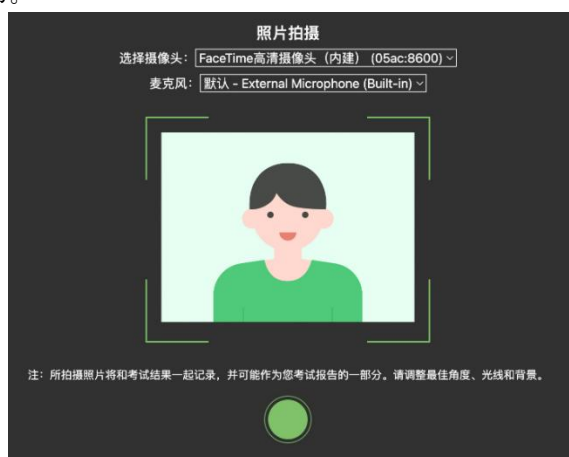 照片拍摄
选择摄像头： FaceTime高清摄像头（内建） (05ac:8600)
麦克风： 默认 - External Microphone (Built-in)
注：所拍摄照片将和考试结果一起记录，并可能作为您考试报告的一部分。请调整最佳角度、光线和背景。